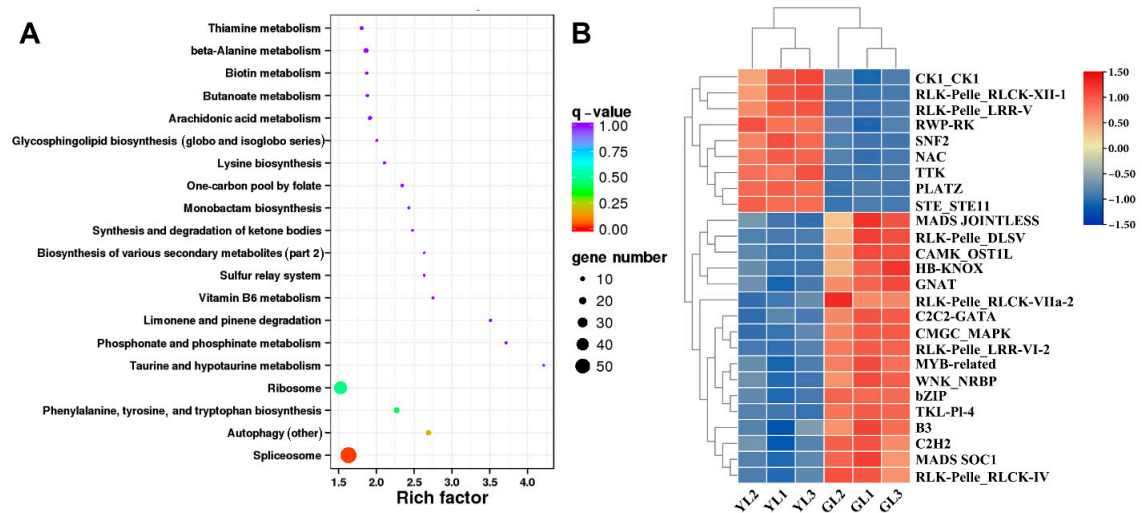 A
Thiamine metabolism
beta-Alanine metabolism
Biotin metabolism
Butanoate metabolism
Arachidonic acid metabolism
Glycosphingolipid biosynthesis (globo and isoglobo series)
Lysine biosynthesis
One-carbon pool by folate
Monobactam biosynthesis
Synthesis and degradation of ketone bodies
Biosynthesis of various secondary metabolites (part 2)
Sulfur relay system
Vitamin B6 metabolism
Limonene and pinene degradation
Phosphonate and phosphinate metabolism
Taurine and hypotaurine metabolism
Ribosome
Phenylalanine, tyrosine, and tryptophan biosynthesis
Autophagy (other)
Spliceosome
1.5 2.0 2.5 3.0 3.5 4.0
Rich factor
q-value
1.00
0.75
0.50
0.25
0.00
gene number
10
20
30
40
50
B
CK1_CK1
RLK-Pelle_RLCK-XII-1
RLK-Pelle_LRR-V
RWP-RK
SNF2
NAC
TTK
PLATZ
STE_STE11
MADS JOINTLESS
RLK-Pelle_DLSV
CAMK_OST1L
HB-KNOX
GNAT
RLK-Pelle_RLCK-VIIa-2
C2C2-GATA
CMGC_MAPK
RLK-Pelle_LRR-VI-2
MYB-related
WNK_NRBP
bZIP
TKL-Pl-4
B3
C2H2
MADS SOC1
RLK-Pelle_RLCK-IV
YL2 YL1 YL3 GL2 GL1 GL3
1.50
1.00
0.50
0.00
−0.50
−1.00
−1.50